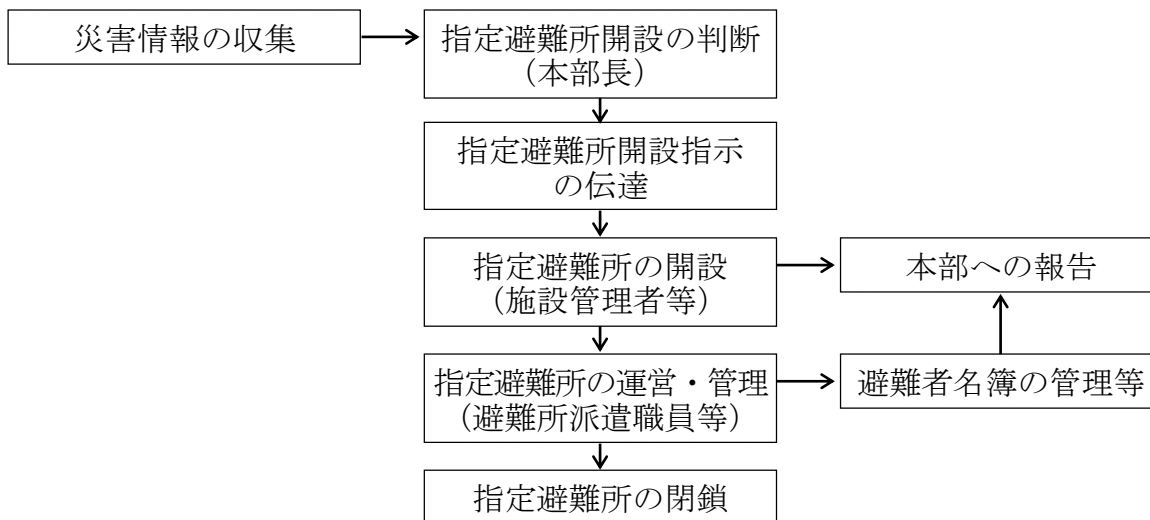 災害情報の収集
指定避難所開設の判断
（本部長）
指定避難所開設指示
の伝達
指定避難所の開設
（施設管理者等）
本部への報告
指定避難所の運営・管理
（避難所派遣職員等）
避難者名簿の管理等
指定避難所の閉鎖